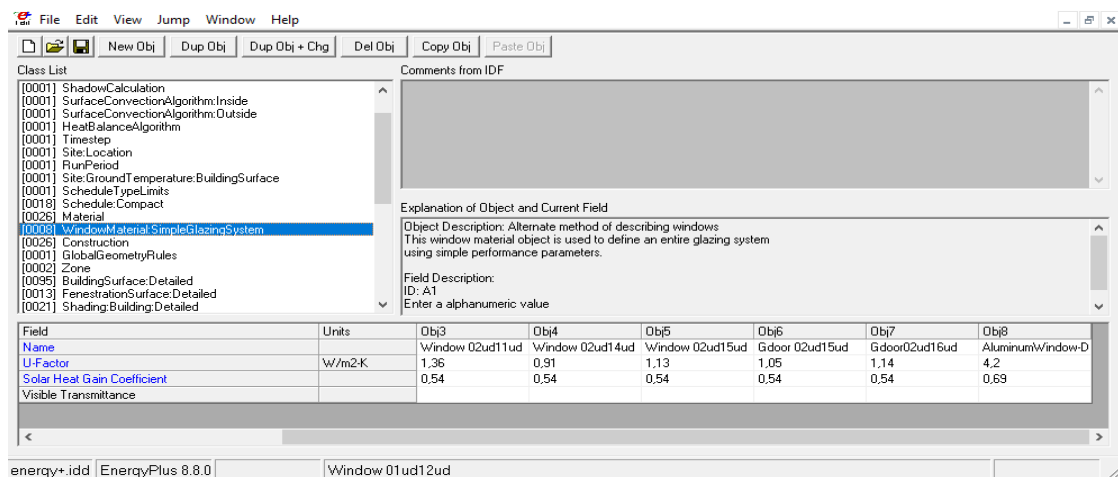 File Edit View Jump Window Help
New Obj Dup Obj Dup Obj + Chg Del Obj Copy Obj Paste Obj
Class List
[0001] ShadowCalculation
[0001] SurfaceConvectionAlgorithm:Inside
[0001] SurfaceConvectionAlgorithm:Outside
[0001] HeatBalanceAlgorithm
[0001] Timestep
[0001] Site:Location
[0001] RunPeriod
[0001] Site:GroundTemperature:BuildingSurface
[0001] ScheduleTypeLimits
[0018] Schedule:Compact
[0026] Material
[0008] WindowMaterial:SimpleGlazingSystem
[0026] Construction
[0001] GlobalGeometryRules
[0002] Zone
[0095] BuildingSurface:Detailed
[0013] FenestrationSurface:Detailed
[0021] Shading:Building:Detailed
Comments from IDF
Explanation of Object and Current Field
Object Description: Alternate method of describing windows
This window material object is used to define an entire glazing system
using simple performance parameters.
Field Description:
ID: A1
Enter a alphanumeric value
Field Units Obj3 Obj4 Obj5 Obj6 Obj7 Obj8
Name Window 02ud11ud Window 02ud14ud Window 02ud15ud Gdoor 02ud15ud Gdoor02ud16ud AluminumWindow-D
U-Factor W/m2-K 1,36 0,91 1,13 1,05 1,14 4,2
Solar Heat Gain Coefficient 0,54 0,54 0,54 0,54 0,54 0,69
Visible Transmittance
energy+.idd EnergyPlus 8.8.0 Window 01ud12ud